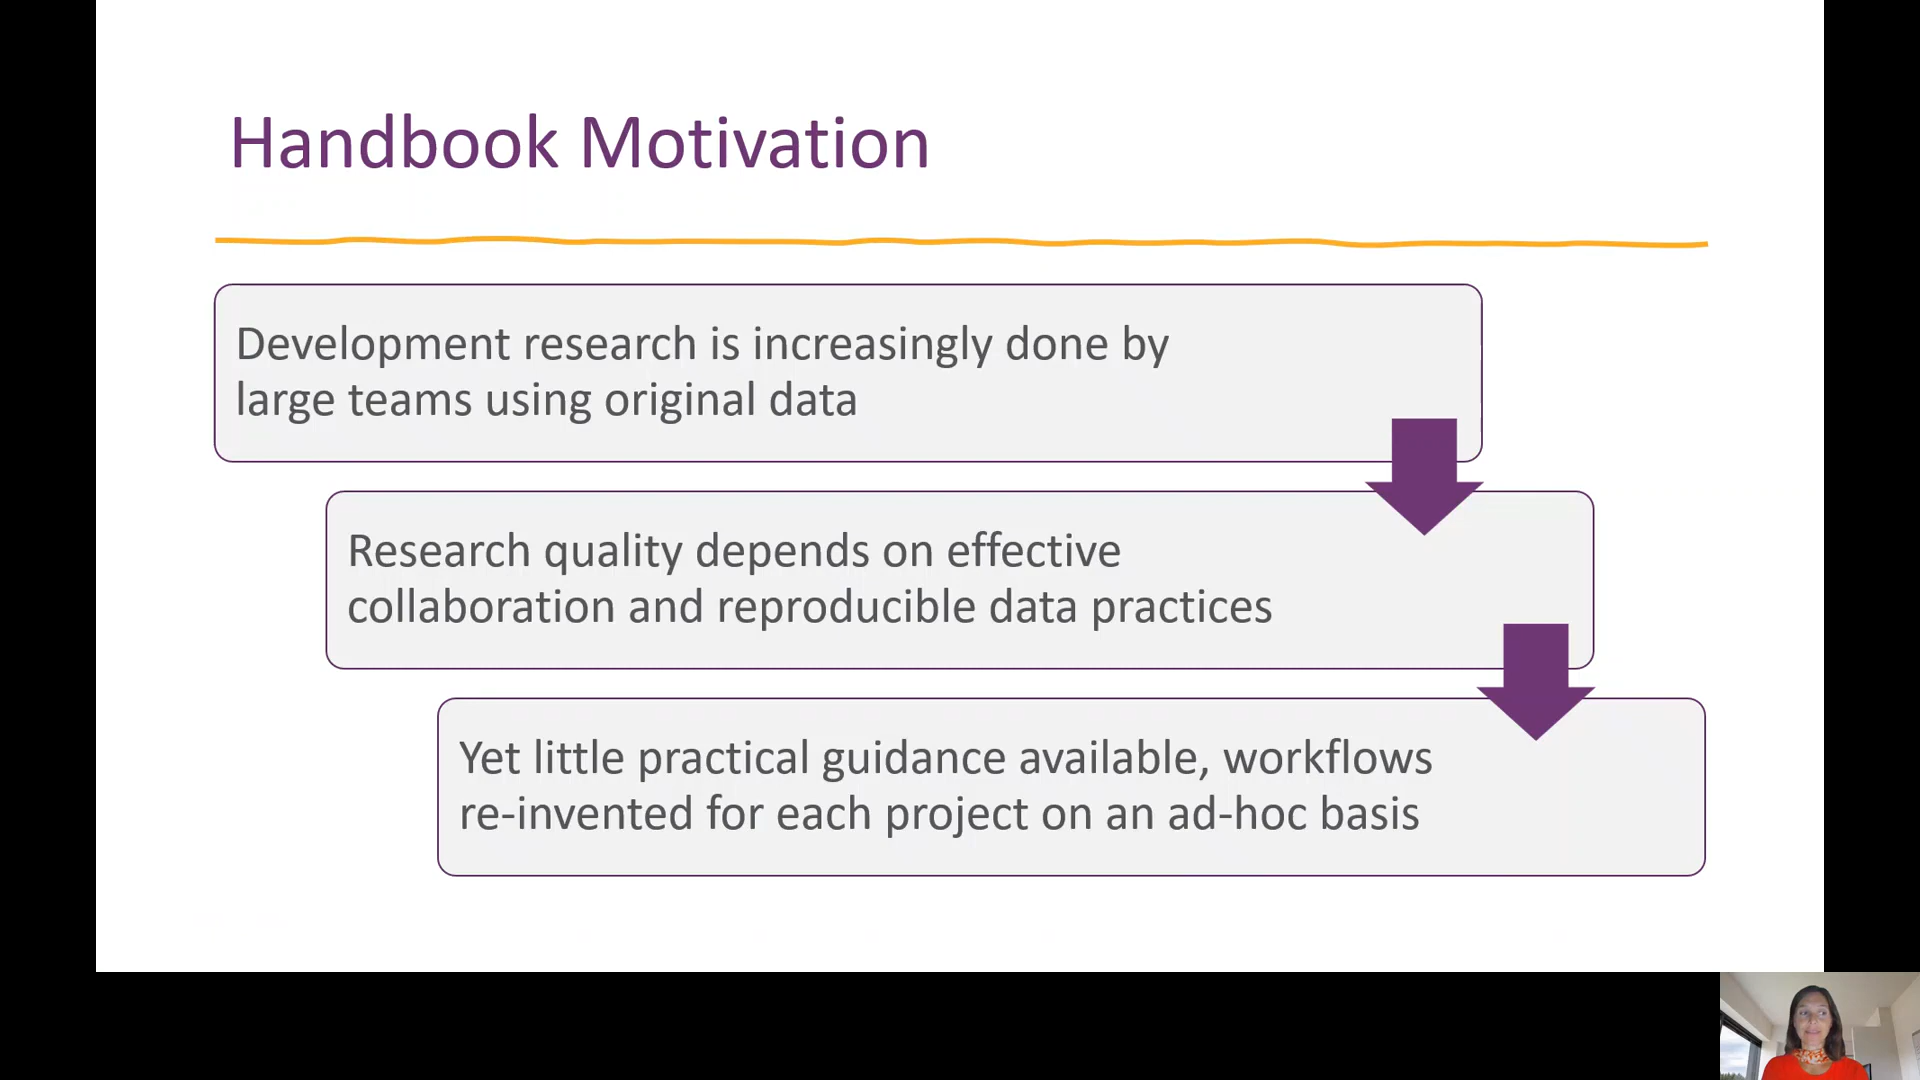 Handbook Motivation
Development research is increasingly done by
large teams using original data
Research quality depends on effective
collaboration and reproducible data practices
Yet little practical guidance available, workflows
re-invented for each project on an ad-hoc basis